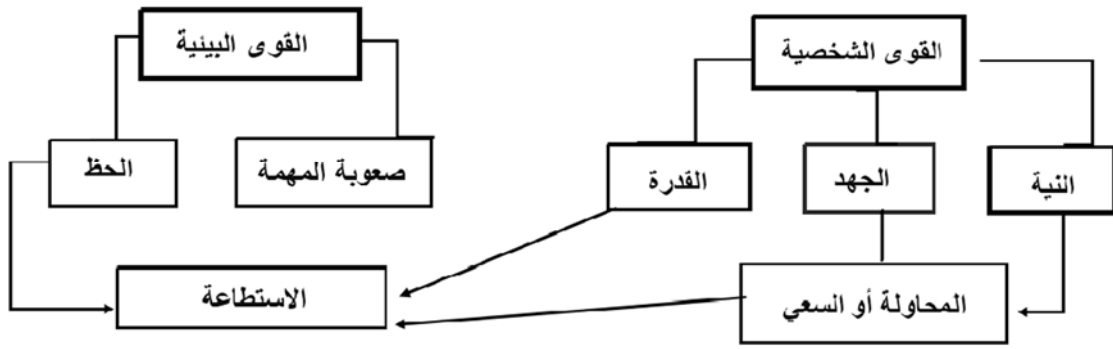 القوى الشخصية
القوى البيئية
النية
الجهد
القدرة
صعوبة المهمة
الحظ
المحاولة أو السعي
الاستطاعة